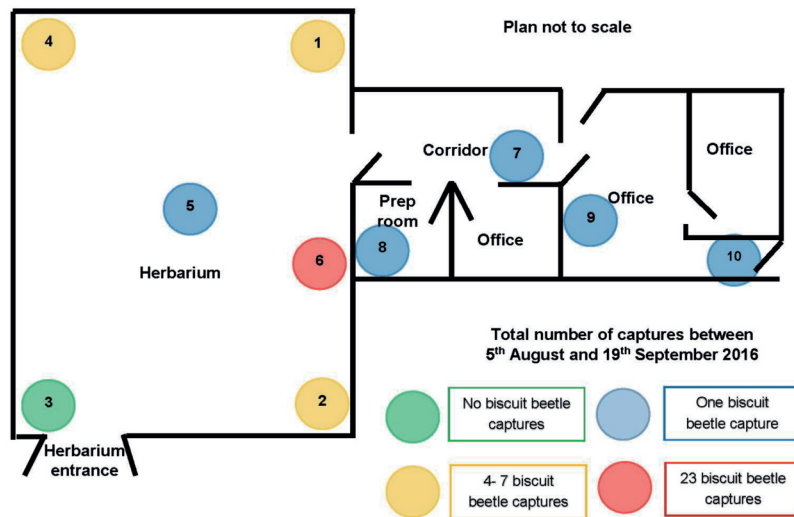 4
1
Plan not to scale
Corridor
7
Office
5
Prep
room
Office
9
Office
8
6
Herbarium
10
Total number of captures between
5th August and 19th September 2016
3
2
No biscuit beetle
captures
One biscuit
beetle capture
Herbarium
entrance
4- 7 biscuit
beetle captures
23 biscuit beetle
captures